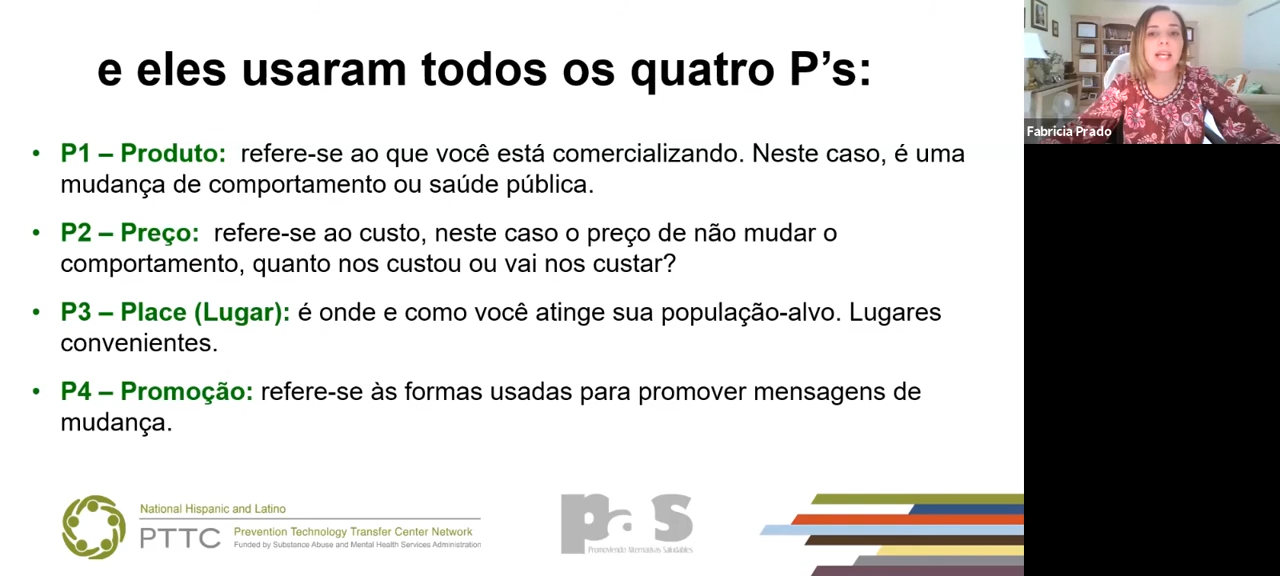 e eles usaram todos os quatro P’s:
• P1 – Produto: refere-se ao que você está comercializando. Neste caso, é uma
mudança de comportamento ou saúde pública.
• P2 – Preço: refere-se ao custo, neste caso o preço de não mudar o
comportamento, quanto nos custou ou vai nos custar?
• P3 – Place (Lugar): é onde e como você atinge sua população-alvo. Lugares
convenientes.
• P4 – Promoção: refere-se às formas usadas para promover mensagens de
mudança.
National Hispanic and Latino
PTTC Prevention Technology Transfer Center Network
Funded by Substance Abuse and Mental Health Services Administration
pas
Promoviendo Alternativas Saludables
Fabricia Prado